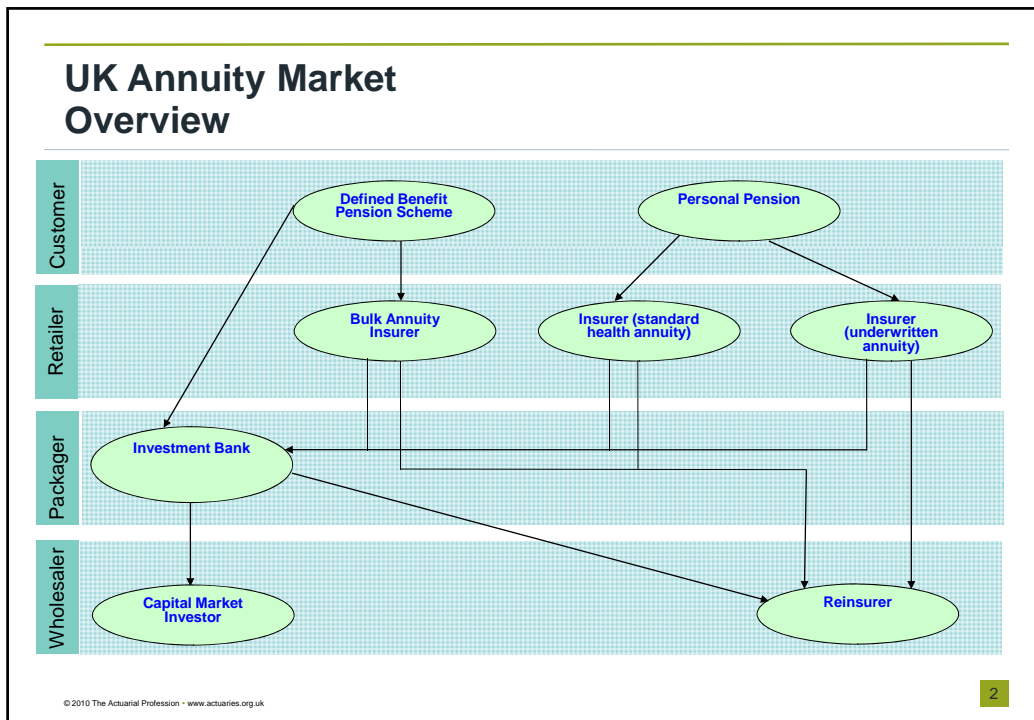 UK Annuity Market
Overview
Customer
Defined Benefit
Pension Scheme
Personal Pension
Retailer
Bulk Annuity
Insurer
Insurer (standard
health annuity)
Insurer
(underwritten
annuity)
Packager
Investment Bank
Wholesaler
Capital Market
Investor
Reinsurer
© 2010 The Actuarial Profession • www.actuaries.org.uk
2